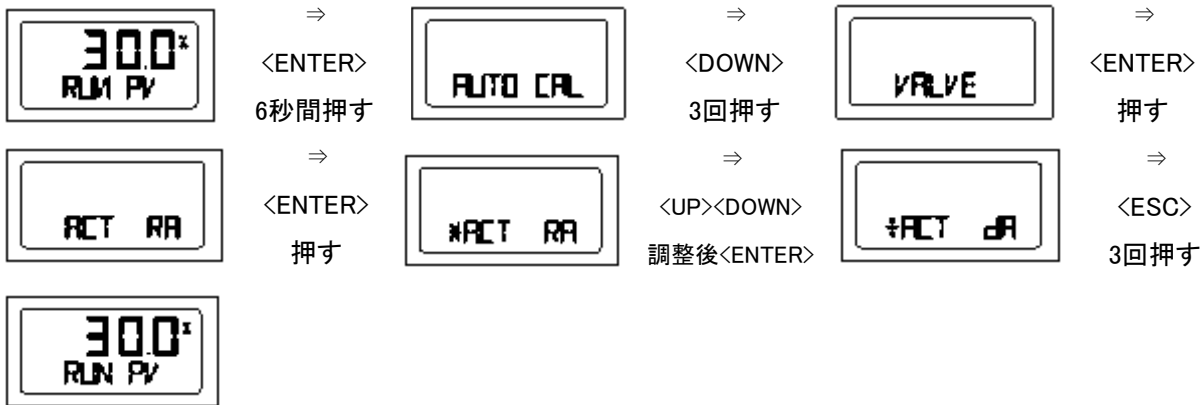 30.0%
RUN PV
⇒
<ENTER>
6秒間押す
AUTO CAL
⇒
<DOWN>
3回押す
VALVE
⇒
<ENTER>
押す
ACT RA
⇒
<ENTER>
押す
*ACT RA
⇒
<UP><DOWN>
調整後<ENTER>
*ACT dA
⇒
<ESC>
3回押す
30.0%
RUN PV